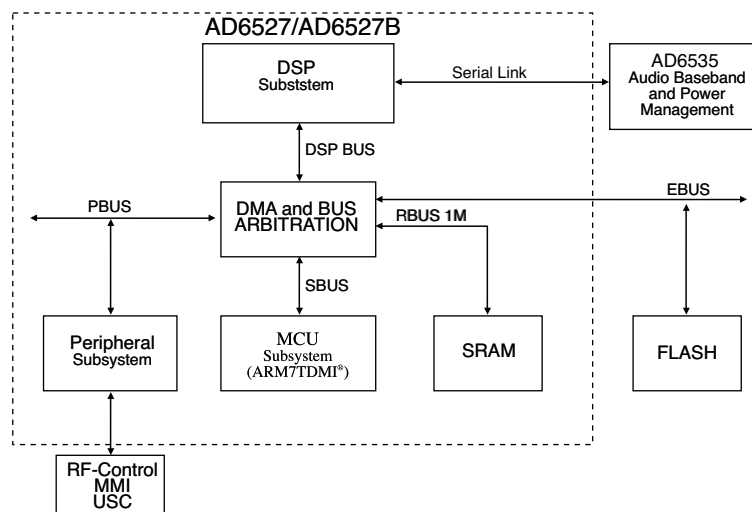 AD6527/AD6527B
DSP
Subststem
Serial Link
AD6535
Audio Baseband
and Power
Management
DSP BUS
PBUS
DMA and BUS
ARBITRATION
EBUS
RBUS 1M
SBUS
Peripheral
Subsystem
MCU
Subsystem
(ARM7TDMI®)
SRAM
FLASH
RF-Control
MMI
USC